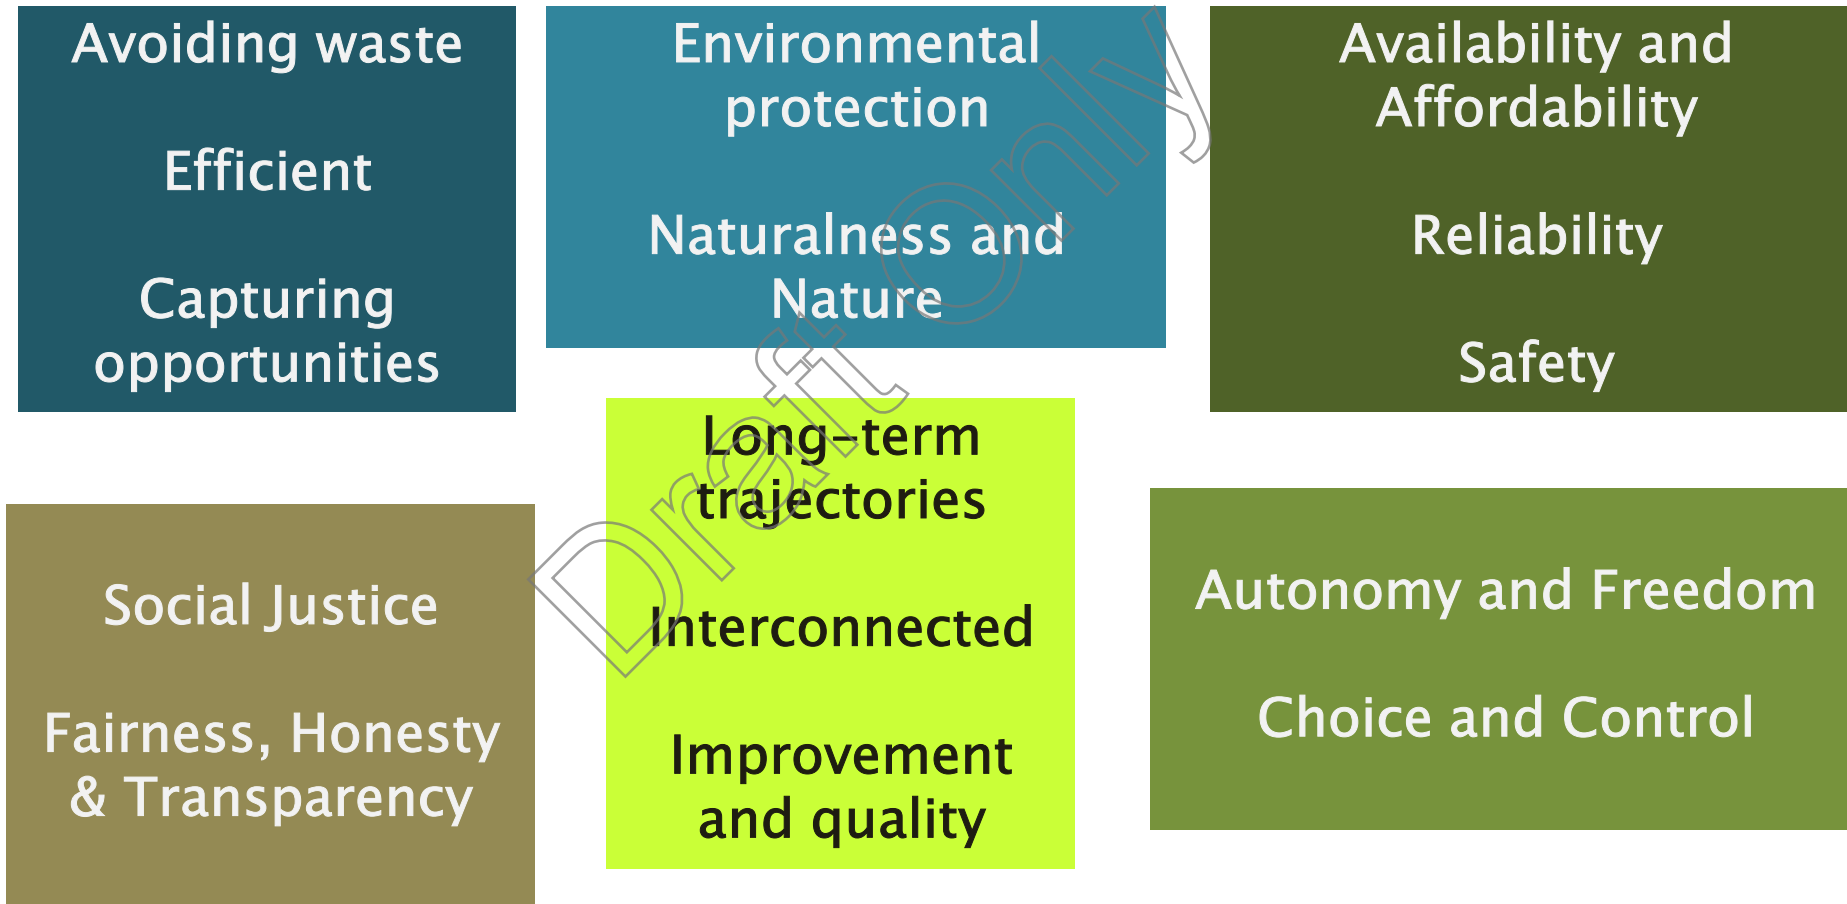 Avoiding waste
Efficient
Capturing
opportunities
Environmental
protection
Naturalness and
Nature
Availability and
Affordability
Reliability
Safety
Social Justice
Fairness, Honesty
& Transparency
Long-term
trajectories
Interconnected
Improvement
and quality
Autonomy and Freedom
Choice and Control
Draft Only